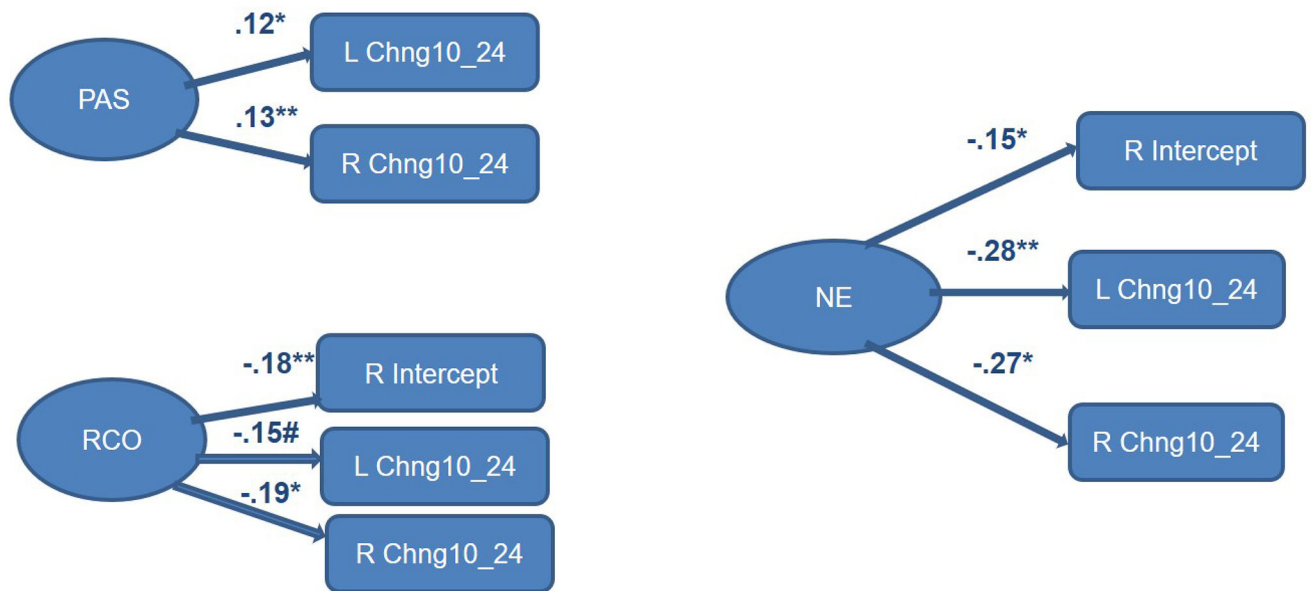 .12*
L Chng10_24
PAS
.13**
R Chng10_24
-.18**
R Intercept
RCO
-.15#
L Chng10_24
-.19*
R Chng10_24
-.15*
R Intercept
NE
-.28**
L Chng10_24
-.27*
R Chng10_24